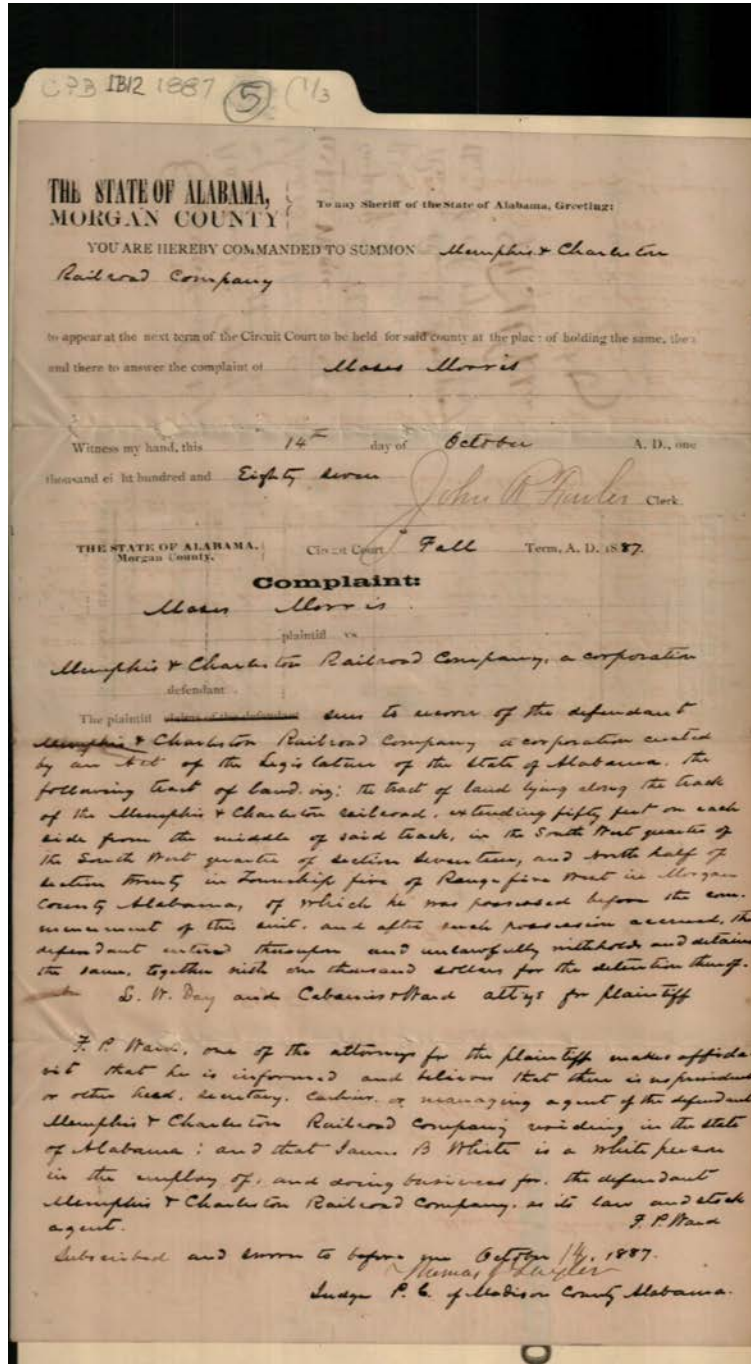 CPB IB12 1887 (5) (1/3
THE STATE OF ALABAMA,
MORGAN COUNTY
To any Sheriff of the State of Alabama, Greeting:
YOU ARE HEREBY COMMANDED TO SUMMON Memphis & Charleston
Railroad Company
to appear at the next term of the Circuit Court to be held for said county at the place of holding the same, then
and there to answer the complaint of Moses Morris
Witness my hand, this 14th day of October A. D., one
thousand ei ht hundred and Eighty seven
John R Clerk.
THE STATE OF ALABAMA,
Morgan County.
Circuit Court Fall Term, A. D. 1887.
Complaint:
Moses Morris
plaintiff vs
Memphis & Charleston Railroad Company, a corporation
defendant .
The plaintiff claims of the defendant sues to recover of the defendant
Memphis & Charleston Railroad Company a corporation created
by an Act of the Legislature of the State of Alabama, the
following tract of land, viz; the tract of land lying along the track
of the Memphis & Charleston railroad, extending fifty feet on each
side from the middle of said track, in the South West quarter of
the South West quarter of section seventeen, and North half of
section twenty in Township five of Range five West in Morgan
County Alabama, of which he was possessed before the com-
mencement of this suit, and after such possession accrued, the
defendant entered thereupon and unlawfully withholds and detains
the same, together with one thousand dollars for the detention thereof.
L. W. Day and Cabaniss & Ward attys for plaintiff
F. P. Ward, one of the attorneys for the plaintiff makes affida
vit that he is informed and believes that there is no president
or other head, secretary, cashier, or managing agent of the defendant
Memphis & Charleston Railroad Company residing in the state
of Alabama; and that James B White is a white person
in the employ of, and doing business for, the defendant
Memphis & Charleston Railroad Company, as its law and stock
agent. F. P. Ward
Subscribed and sworn to before me October 14, 1887.
Thomas J Taylor
Judge P. C. of Madison County Alabama.